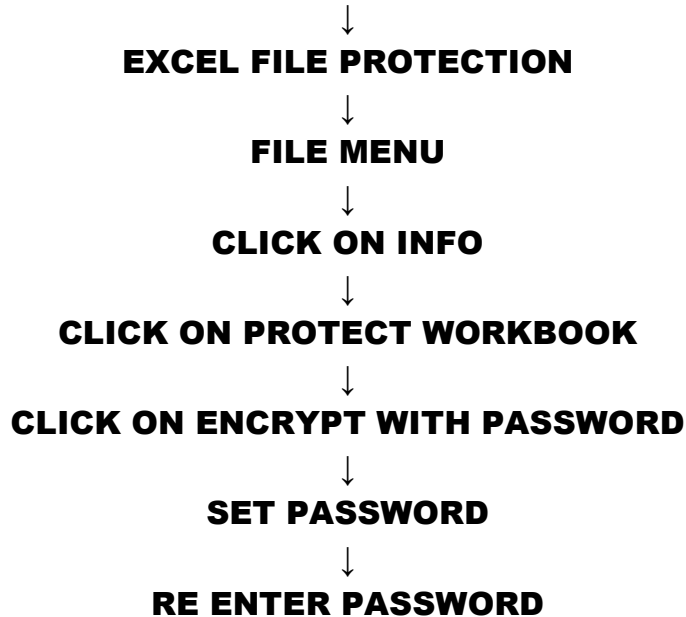 ↓
EXCEL FILE PROTECTION
↓
FILE MENU
↓
CLICK ON INFO
↓
CLICK ON PROTECT WORKBOOK
↓
CLICK ON ENCRYPT WITH PASSWORD
↓
SET PASSWORD
↓
RE ENTER PASSWORD